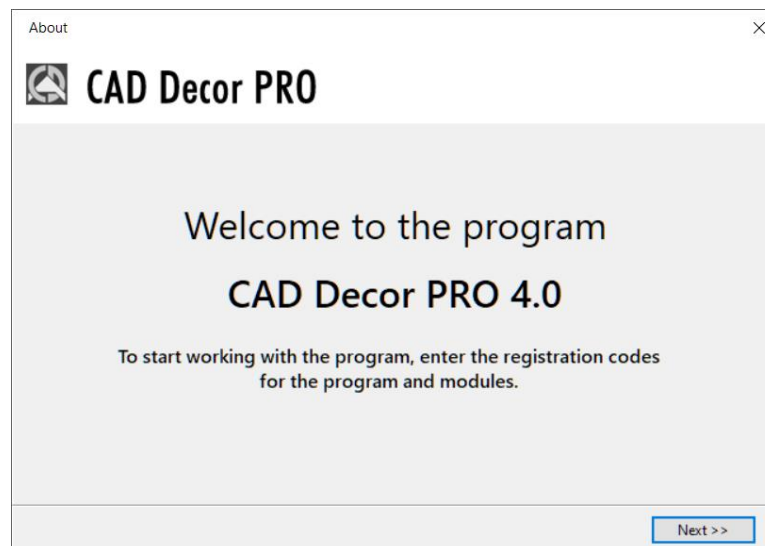 About
CAD Decor PRO
Welcome to the program
CAD Decor PRO 4.0
To start working with the program, enter the registration codes
for the program and modules.
Next >>